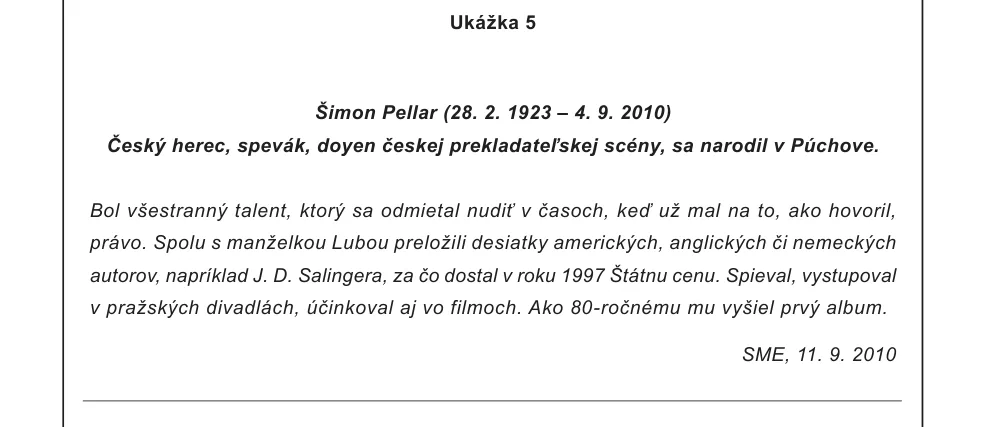 Ukážka 5
Šimon Pellar (28. 2. 1923 – 4. 9. 2010)
Český herec, spevák, doyen českej prekladateľskej scény, sa narodil v Púchove.
Bol všestranný talent, ktorý sa odmietal nudiť v časoch, keď už mal na to, ako hovoril,
právo. Spolu s manželkou Lubou preložili desiatky amerických, anglických či nemeckých
autorov, napríklad J. D. Salingera, za čo dostal v roku 1997 Štátnu cenu. Spieval, vystupoval
v pražských divadlách, účinkoval aj vo filmoch. Ako 80-ročnému mu vyšiel prvý album.
SME, 11. 9. 2010